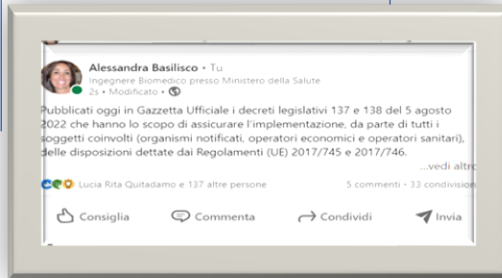 Alessandra Basilisco • Tu
Ingegnere Biomedico presso Ministero della Salute
2s • Modificato •
Pubblicati oggi in Gazzetta Ufficiale i decreti legislativi 137 e 138 del 5 agosto
2022 che hanno lo scopo di assicurare l'implementazione, da parte di tutti i
soggetti coinvolti (organismi notificati, operatori economici e operatori sanitari),
delle disposizioni dettate dai Regolamenti (UE) 2017/745 e 2017/746.
...vedi altro
Lucia Rita Quitadamo e 137 altre persone 5 commenti • 33 condivision
Consiglia Commenta Condividi Invia